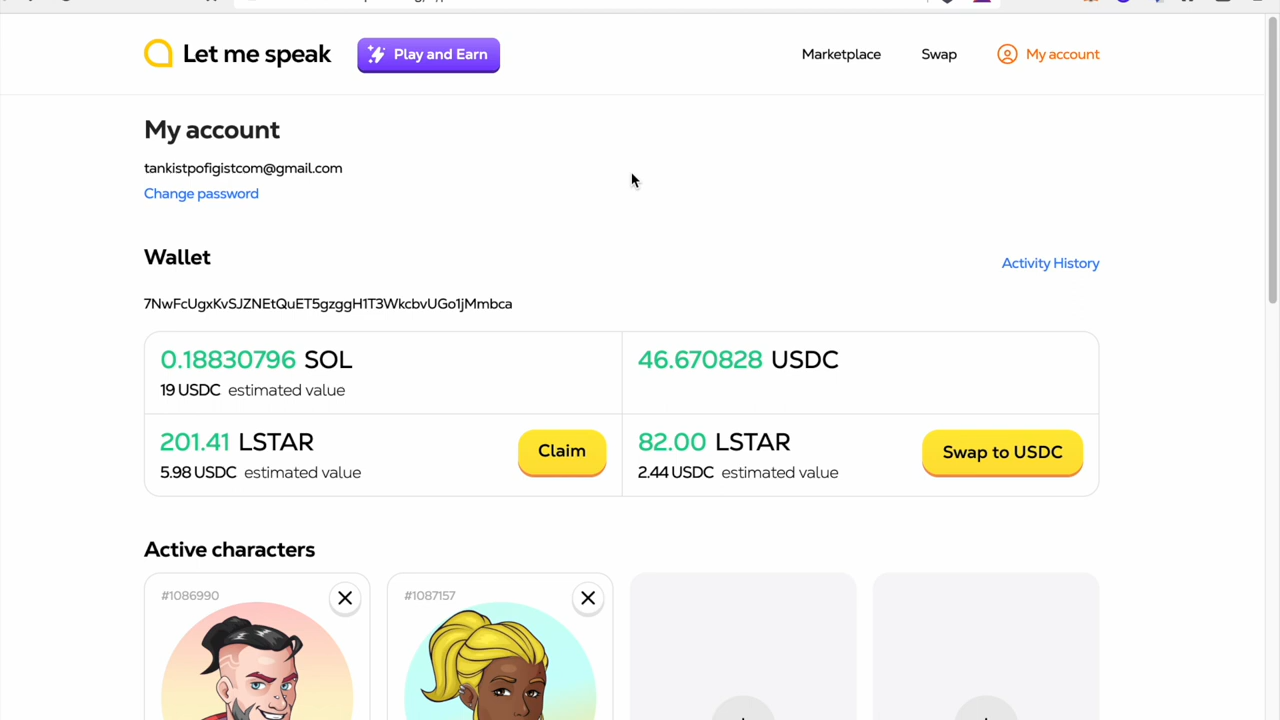 Let me speak
Play and Earn
Marketplace
Swap
My account
My account
tankistpofigistcom@gmail.com
Change password
Wallet
Activity History
7NwFcUgxKvSJZNEtQuET5gzggH1T3WkcbvUGo1jMmbca
0.18830796 SOL
19 USDC estimated value
46.670828 USDC
201.41 LSTAR
5.98 USDC estimated value
Claim
82.00 LSTAR
2.44 USDC estimated value
Swap to USDC
Active characters
#1086990
#1087157